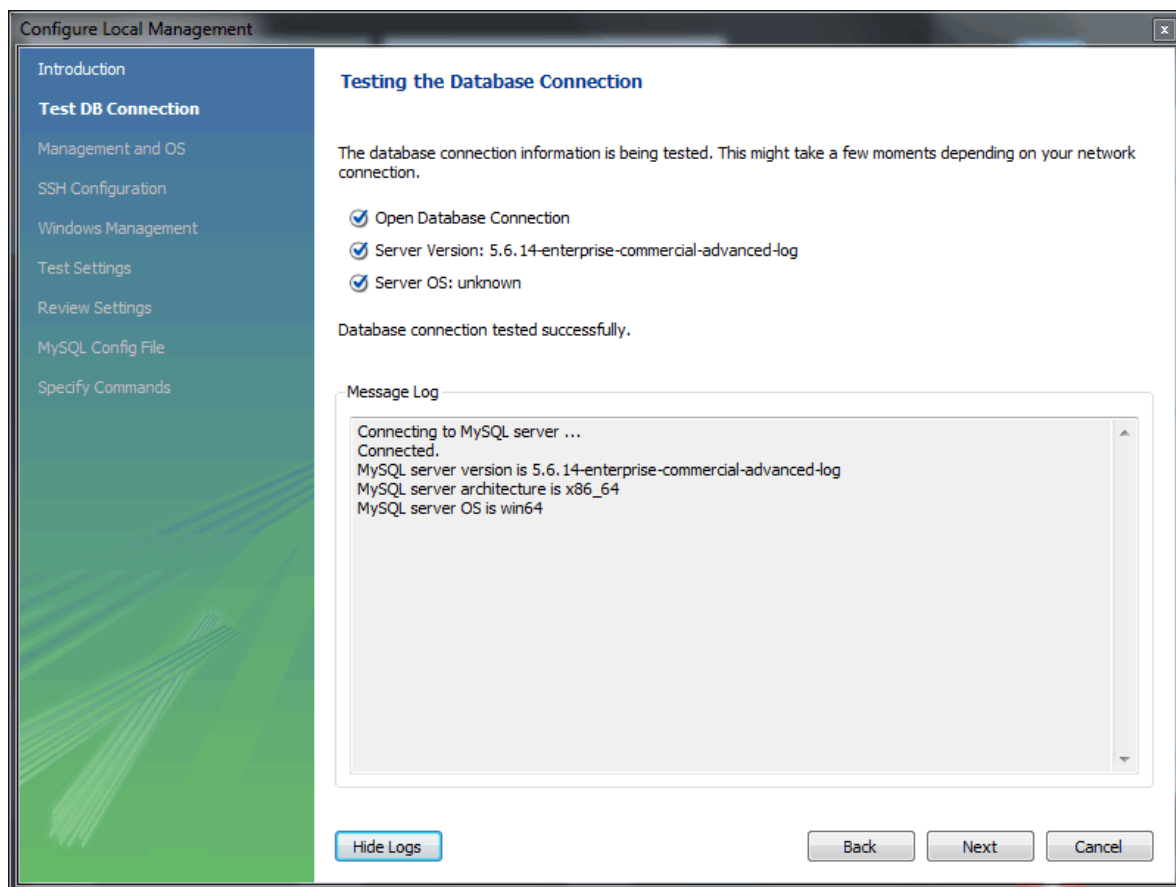 Configure Local Management
x
Introduction
Test DB Connection
Management and OS
SSH Configuration
Windows Management
Test Settings
Review Settings
MySQL Config File
Specify Commands
Testing the Database Connection
The database connection information is being tested. This might take a few moments depending on your network
connection.
Open Database Connection
Server Version: 5.6.14-enterprise-commercial-advanced-log
Server OS: unknown
Database connection tested successfully.
Message Log
Connecting to MySQL server ...
Connected.
MySQL server version is 5.6.14-enterprise-commercial-advanced-log
MySQL server architecture is x86_64
MySQL server OS is win64
Hide Logs
Back
Next
Cancel